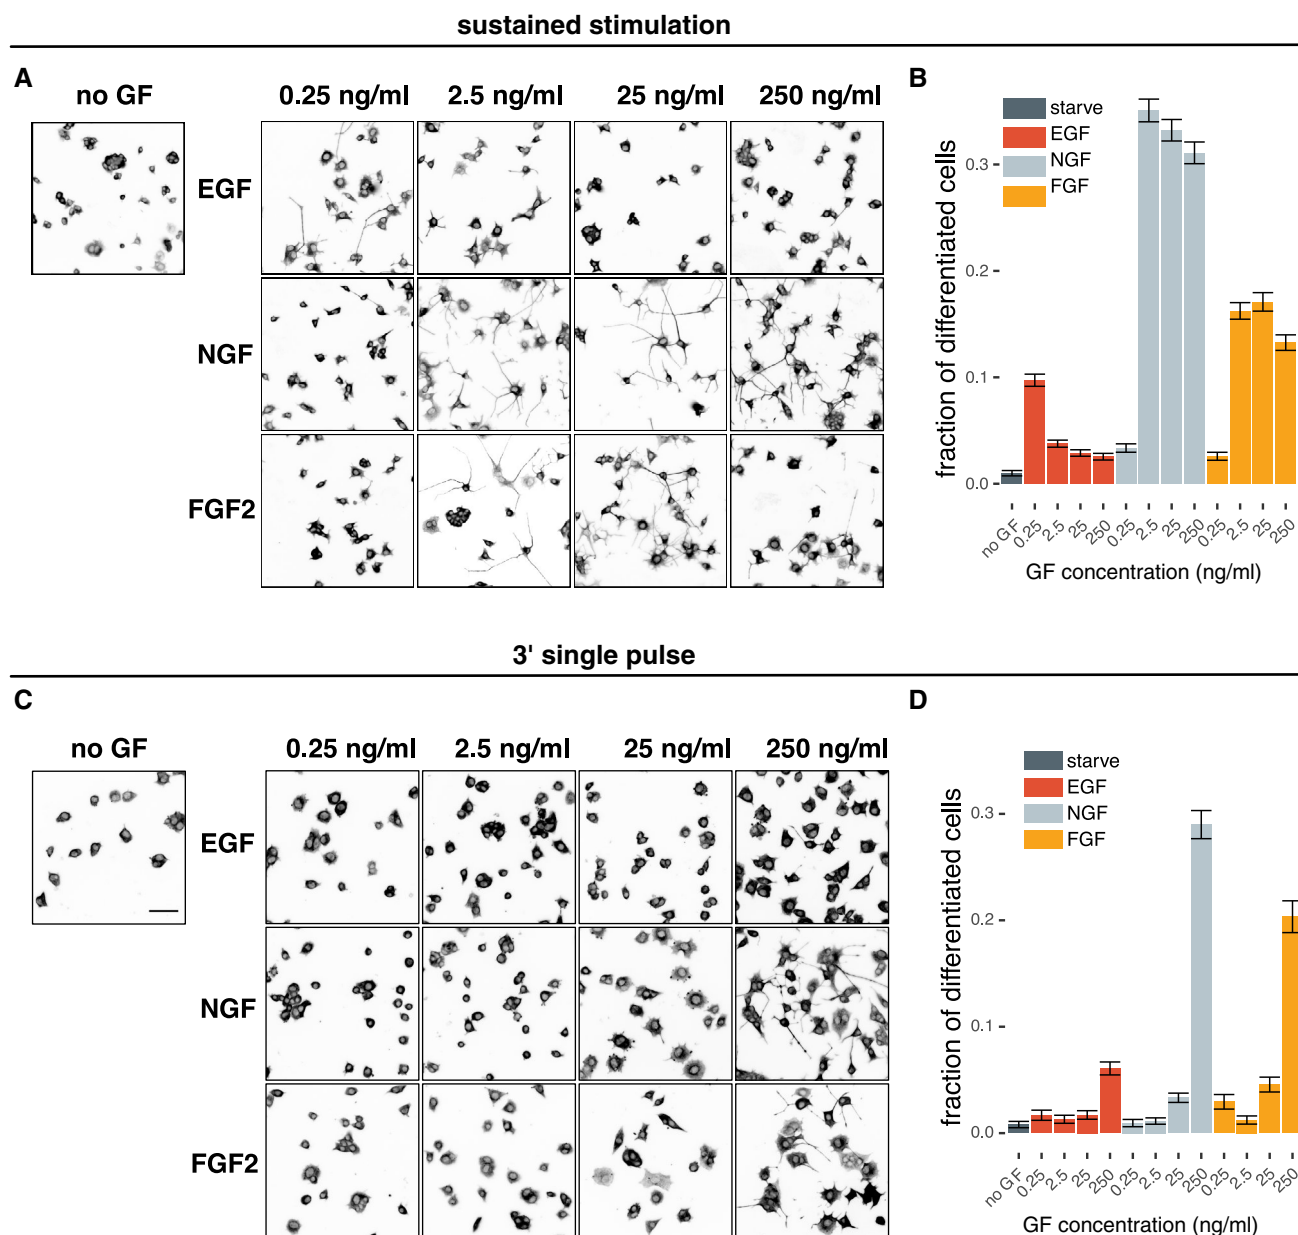 sustained stimulation
A
no GF
0.25 ng/ml
2.5 ng/ml
25 ng/ml
250 ng/ml
EGF
NGF
FGF2
B
starve
EGF
NGF
FGF
fraction of differentiated cells
0.3
0.2
0.1
0.0
no GF
0.25
2.5
25
250
0.25
2.5
25
250
0.25
2.5
25
250
GF concentration (ng/ml)
3' single pulse
C
no GF
0.25 ng/ml
2.5 ng/ml
25 ng/ml
250 ng/ml
EGF
NGF
FGF2
D
starve
EGF
NGF
FGF
fraction of differentiated cells
0.3
0.2
0.1
0.0
no GF
0.25
2.5
25
250
0.25
2.5
25
250
0.25
2.5
25
250
GF concentration (ng/ml)